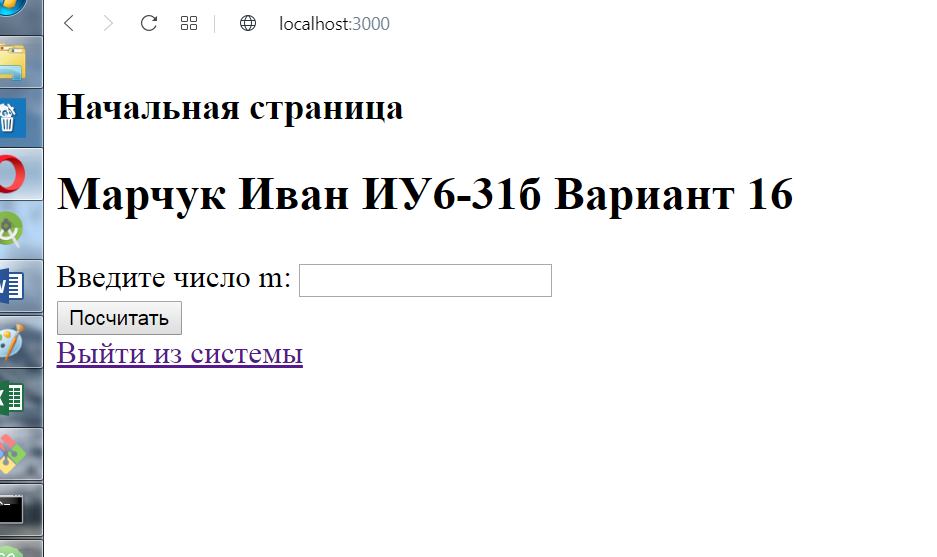 localhost:3000
Начальная страница
Марчук Иван ИУ6-31б Вариант 16
Введите число m:
Посчитать
Выйти из системы